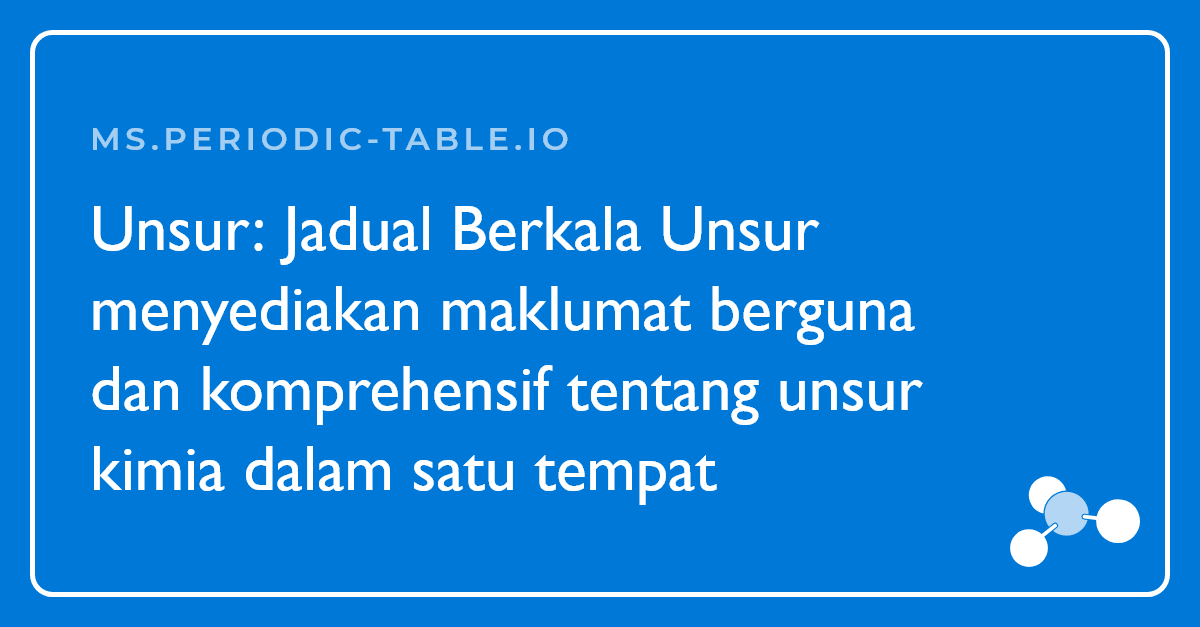 MS.PERIODIC-TABLE.IO
Unsur: Jadual Berkala Unsur
menyediakan maklumat berguna
dan komprehensif tentang unsur
kimia dalam satu tempat